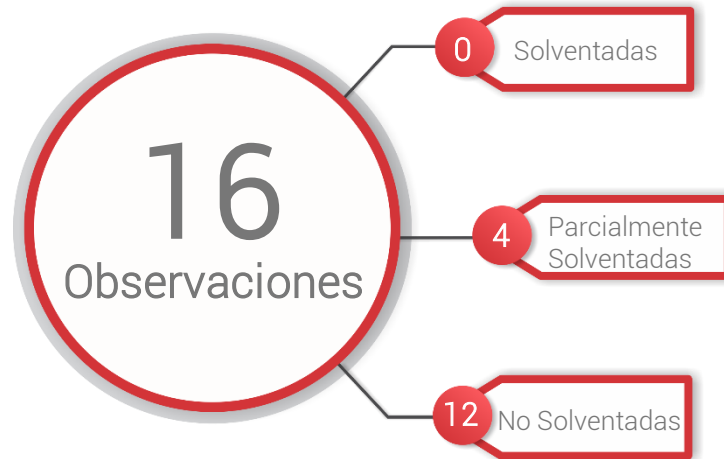 16
Observaciones
0
Solventadas
4
Parcialmente
Solventadas
12
No Solventadas